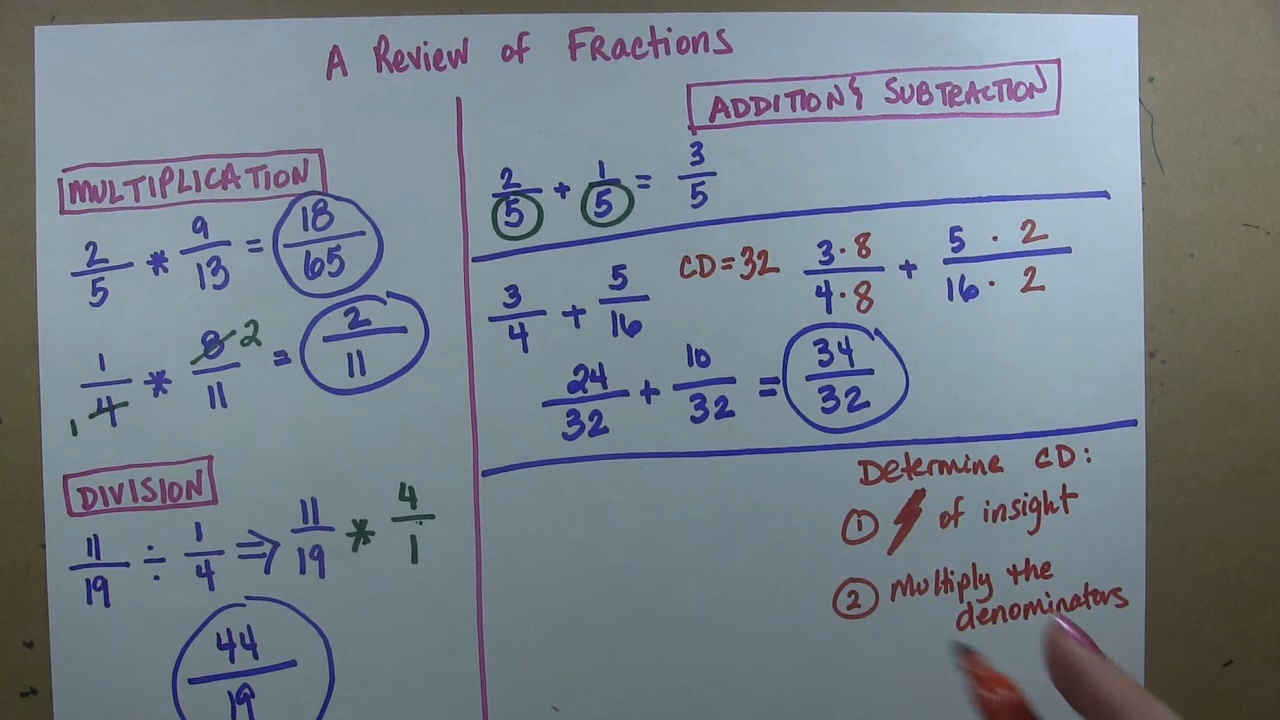 A Review of Fractions
MULTIPLICATION
2/5 * 9/13 = 18/65
1/4 * 8/11 = 2/11
1 2
DIVISION
11/19 ÷ 1/4 ⇒ 11/19 * 4/1
44/19
ADDITION & SUBTRACTION
2/5 + 1/5 = 3/5
3/4 + 5/16 CD = 32 3·8/4·8 + 5·2/16·2
24/32 + 10/32 = 34/32
Determine CD:
① of insight
② Multiply the
denominators